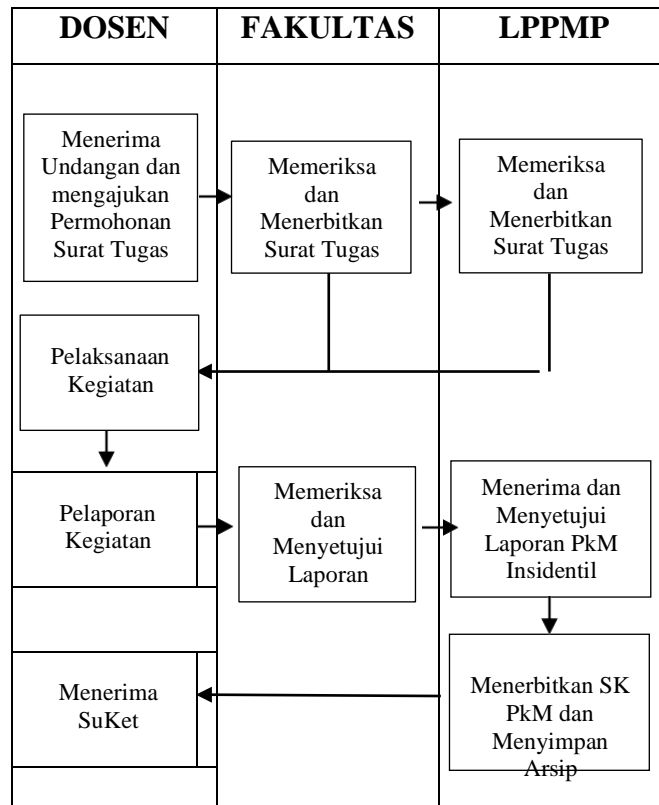 DOSEN
FAKULTAS
LPPMP
Menerima
Undangan dan
mengajukan
Permohonan
Surat Tugas
Memeriksa
dan
Menerbitkan
Surat Tugas
Memeriksa
dan
Menerbitkan
Surat Tugas
Pelaksanaan
Kegiatan
Pelaporan
Kegiatan
Memeriksa
dan
Menyetujui
Laporan
Menerima dan
Menyetujui
Laporan PkM
Insidentil
Menerima
SuKet
Menerbitkan SK
PkM dan
Menyimpan
Arsip